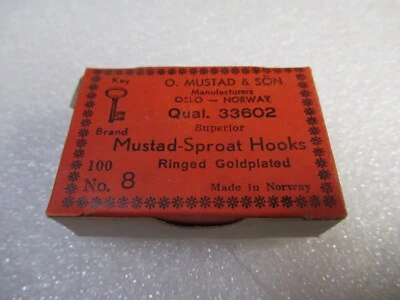 Key
Brand
O. MUSTAD & SÖN
Manufacturers
OSLO — NORWAY
Qual. 33602
Superior
Mustad-Sproat Hooks
Ringed Goldplated
100
No. 8
Made in Norway